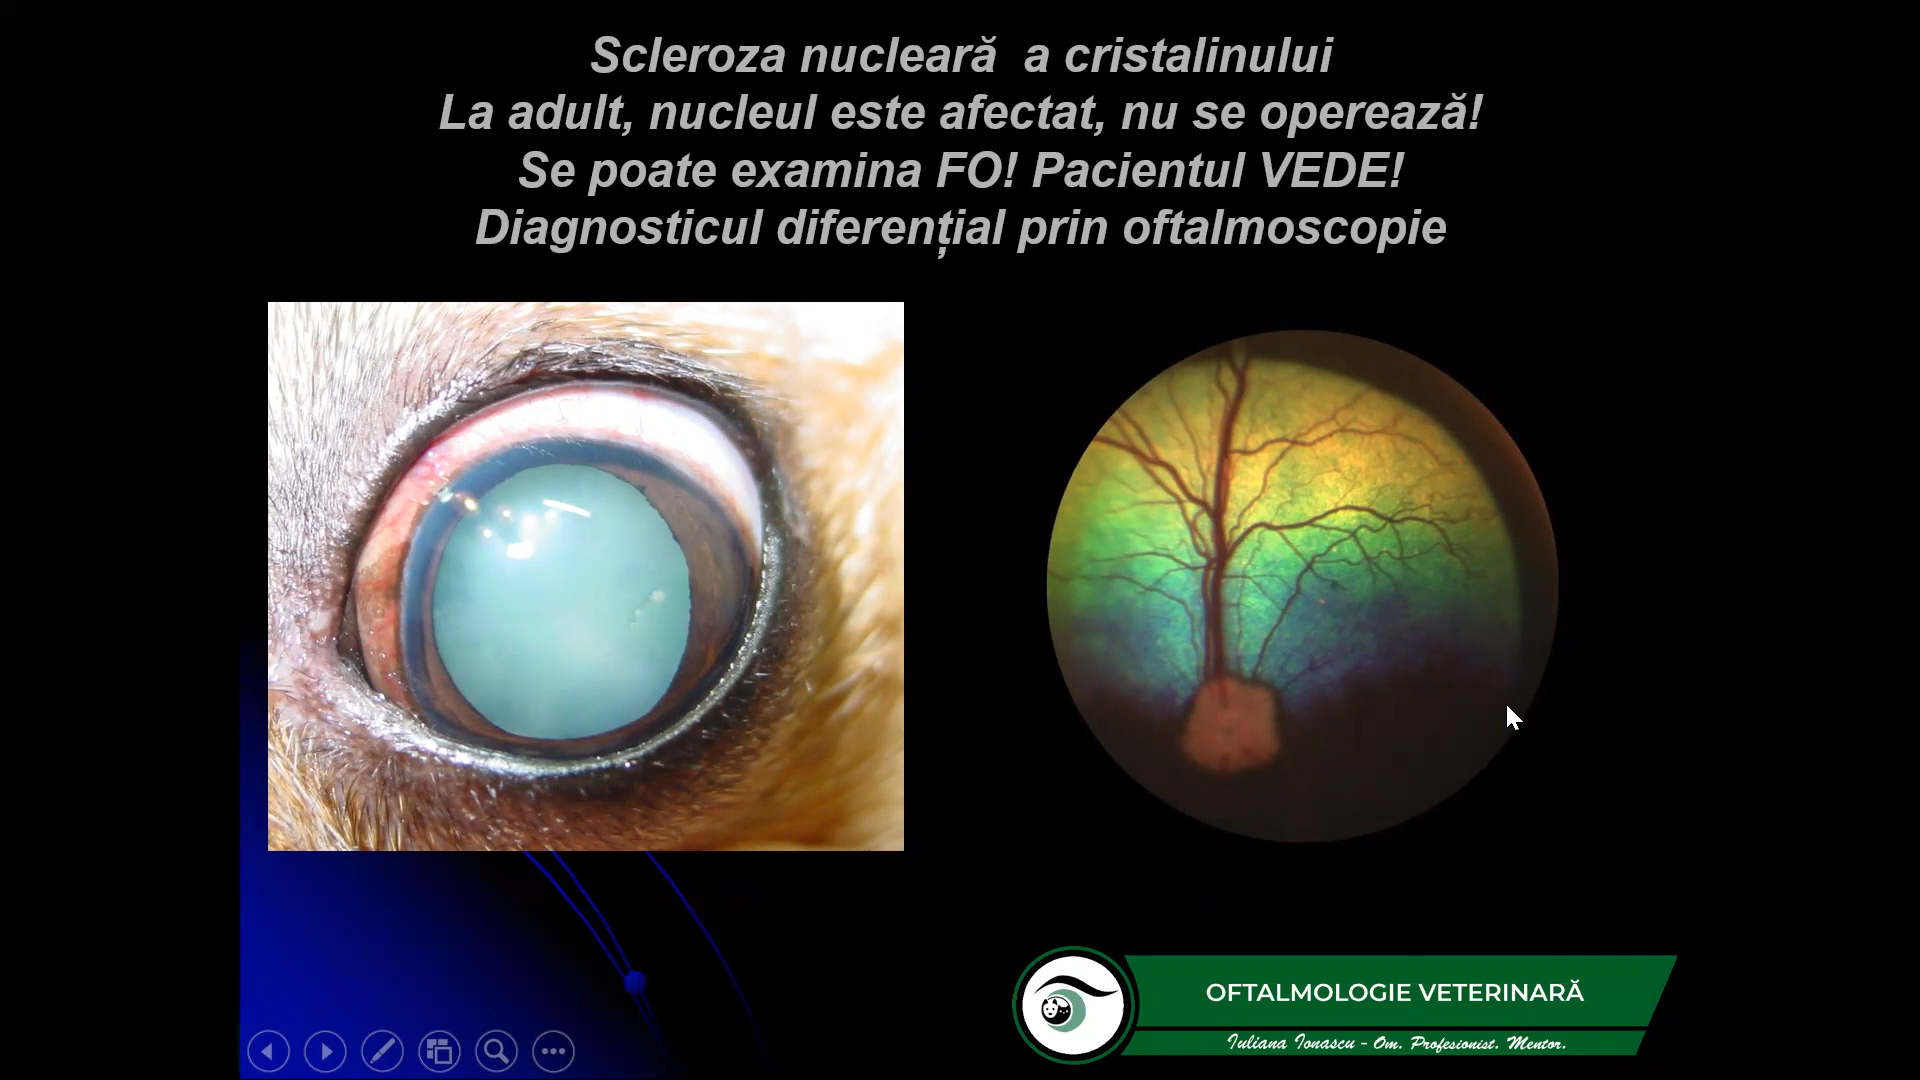 Scleroza nucleară a cristalinului
La adult, nucleul este afectat, nu se operează!
Se poate examina FO! Pacientul VEDE!
Diagnosticul diferențial prin oftalmoscopie
OFTALMOLOGIE VETERINARĂ
Iuliana Ionascu - Om. Profesionist. Mentor.